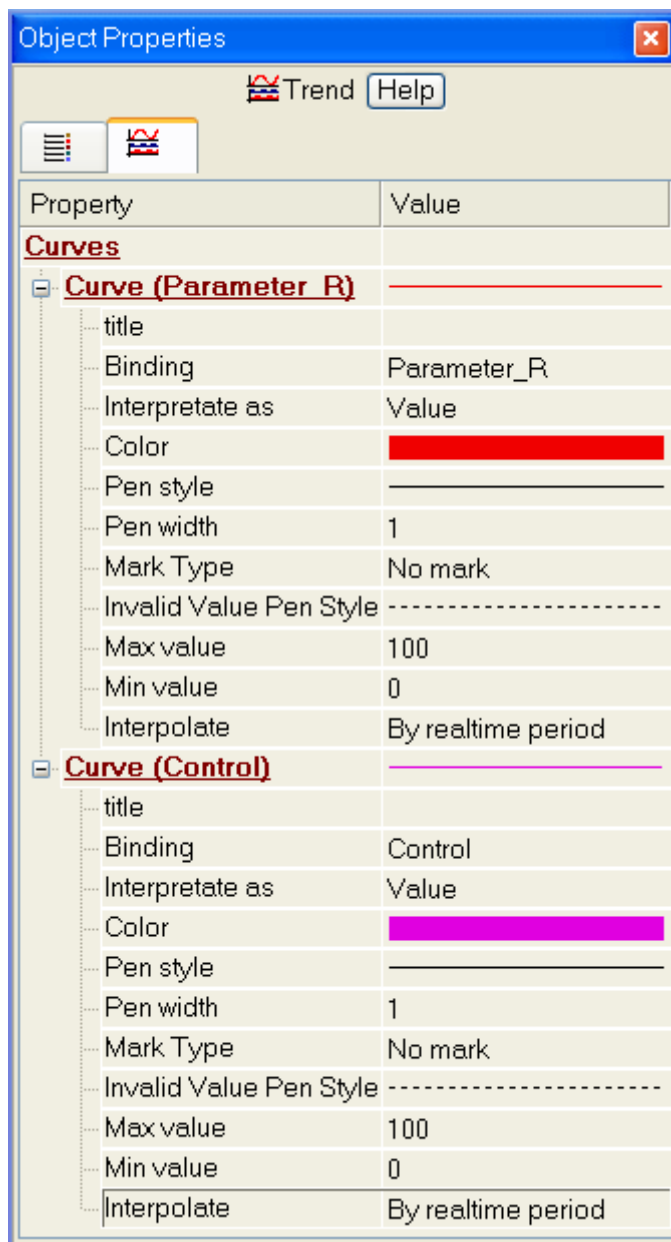 Object Properties
Trend Help
Property Value
Curves
Curve (Parameter_R)
title
Binding Parameter_R
Interpretate as Value
Color
Pen style
Pen width 1
Mark Type No mark
Invalid Value Pen Style
Max value 100
Min value 0
Interpolate By realtime period
Curve (Control)
title
Binding Control
Interpretate as Value
Color
Pen style
Pen width 1
Mark Type No mark
Invalid Value Pen Style
Max value 100
Min value 0
Interpolate By realtime period